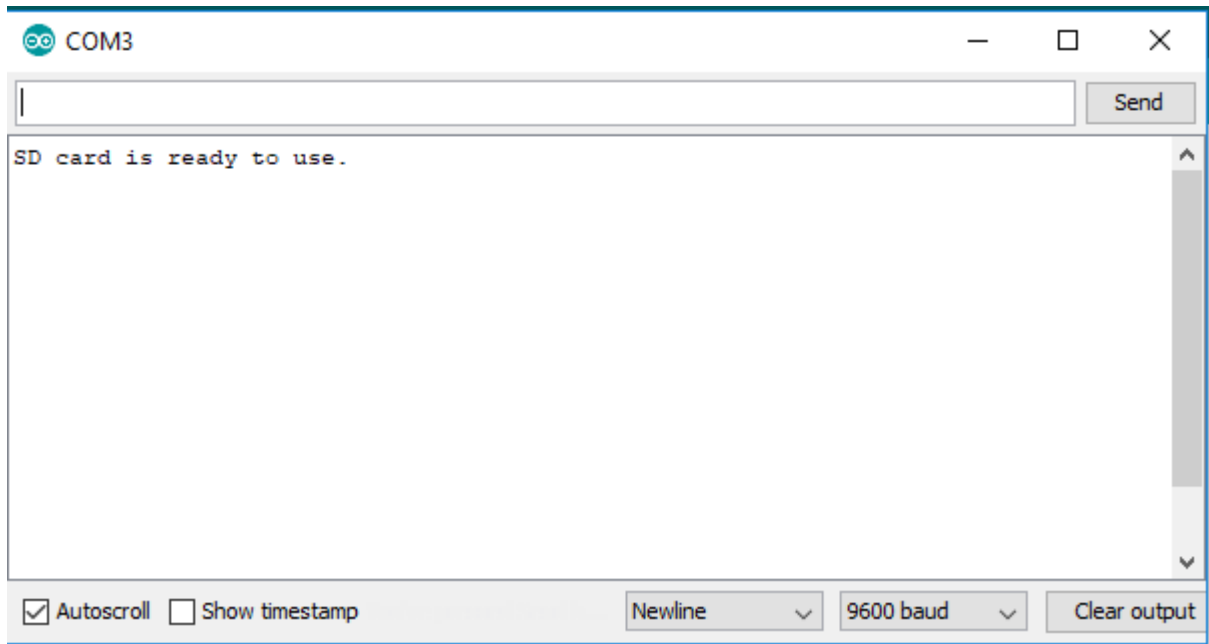 COM3
Send
SD card is ready to use.
Autoscroll Show timestamp Newline 9600 baud Clear output